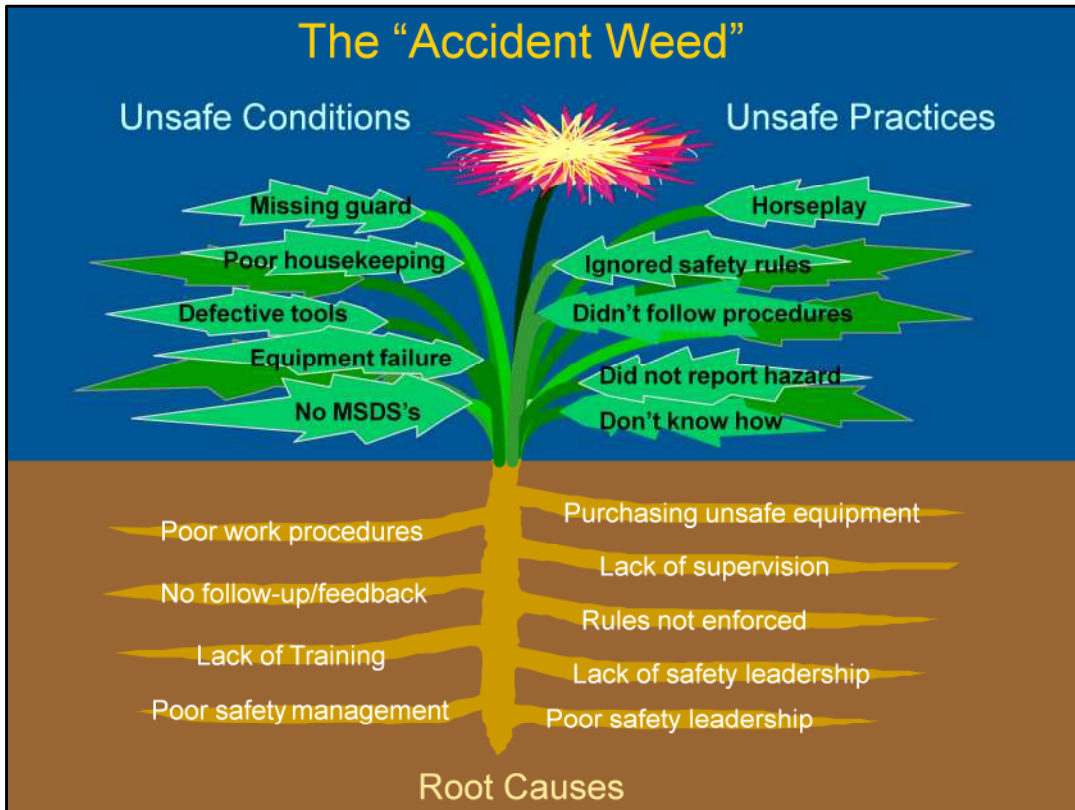 The “Accident Weed”
Unsafe Conditions
Unsafe Practices
Missing guard
Horseplay
Poor housekeeping
Ignored safety rules
Defective tools
Didn’t follow procedures
Equipment failure
Did not report hazard
No MSDS’s
Don’t know how
Purchasing unsafe equipment
Poor work procedures
Lack of supervision
No follow-up/feedback
Rules not enforced
Lack of Training
Lack of safety leadership
Poor safety management
Poor safety leadership
Root Causes